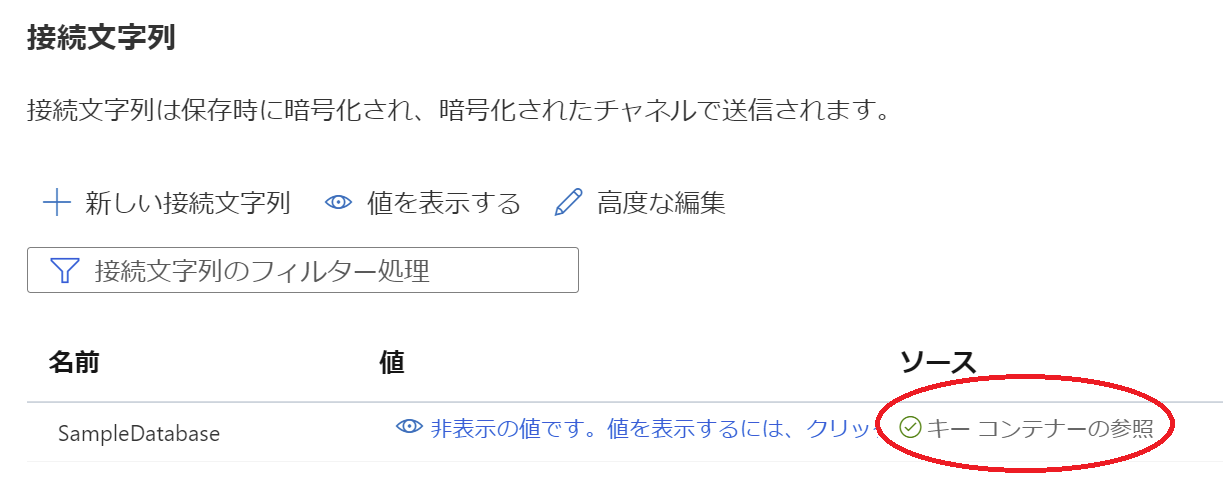 接続文字列
接続文字列は保存時に暗号化され、暗号化されたチャネルで送信されます。
新しい接続文字列 値を表示する 高度な編集
接続文字列のフィルター処理
名前 値 ソース
SampleDatabase 非表示の値です。値を表示するには、クリッ キー コンテナーの参照